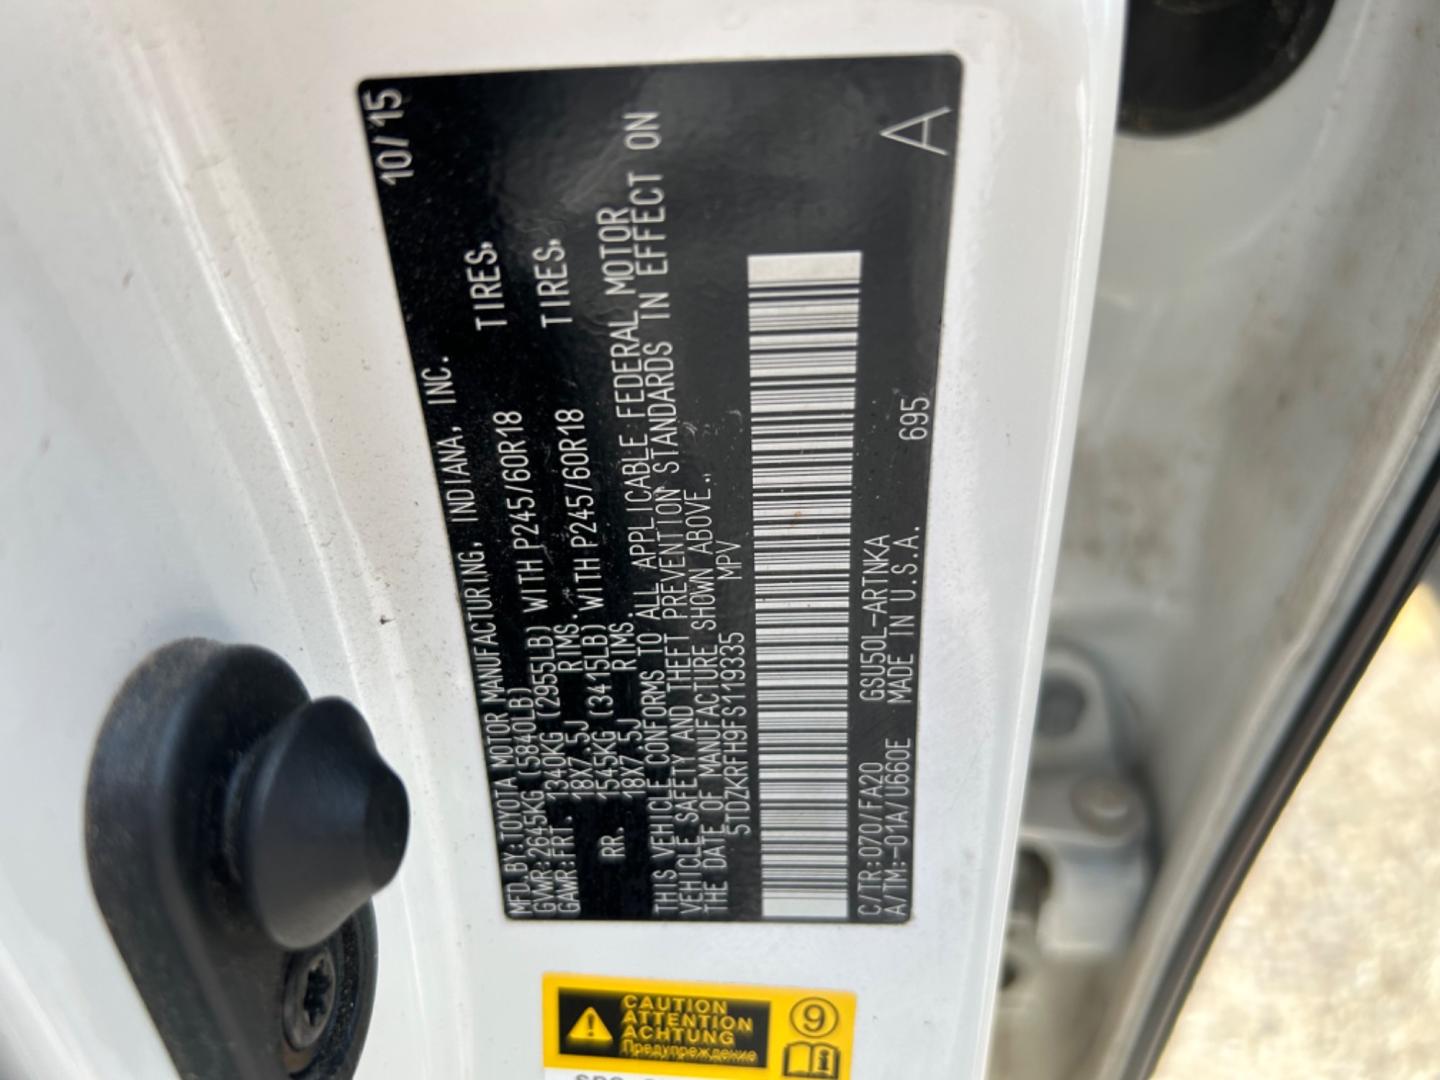 MFD.BY:TOYOTA MOTOR MANUFACTURING, INDIANA, INC. 10/15
GVWR:2645KG (5840LB)
GAWR:FRT. 1340KG (2955LB) WITH P245/60R18 TIRES,
18X7.5J RIMS.
RR. 1545KG (3415LB) WITH P245/60R18 TIRES,
18X7.5J RIMS.
THIS VEHICLE CONFORMS TO ALL APPLICABLE FEDERAL MOTOR
VEHICLE SAFETY AND THEFT PREVENTION STANDARDS IN EFFECT ON
THE DATE OF MANUFACTURE SHOWN ABOVE.
5TDZKRFH9FS119335 MPV
C/TR:070/FA20 GSU50L-ARTNKA
A/TM:-01A/U660E MADE IN U.S.A. 695
A
CAUTION
ATTENTION
ACHTUNG
Предупреждение
9
i